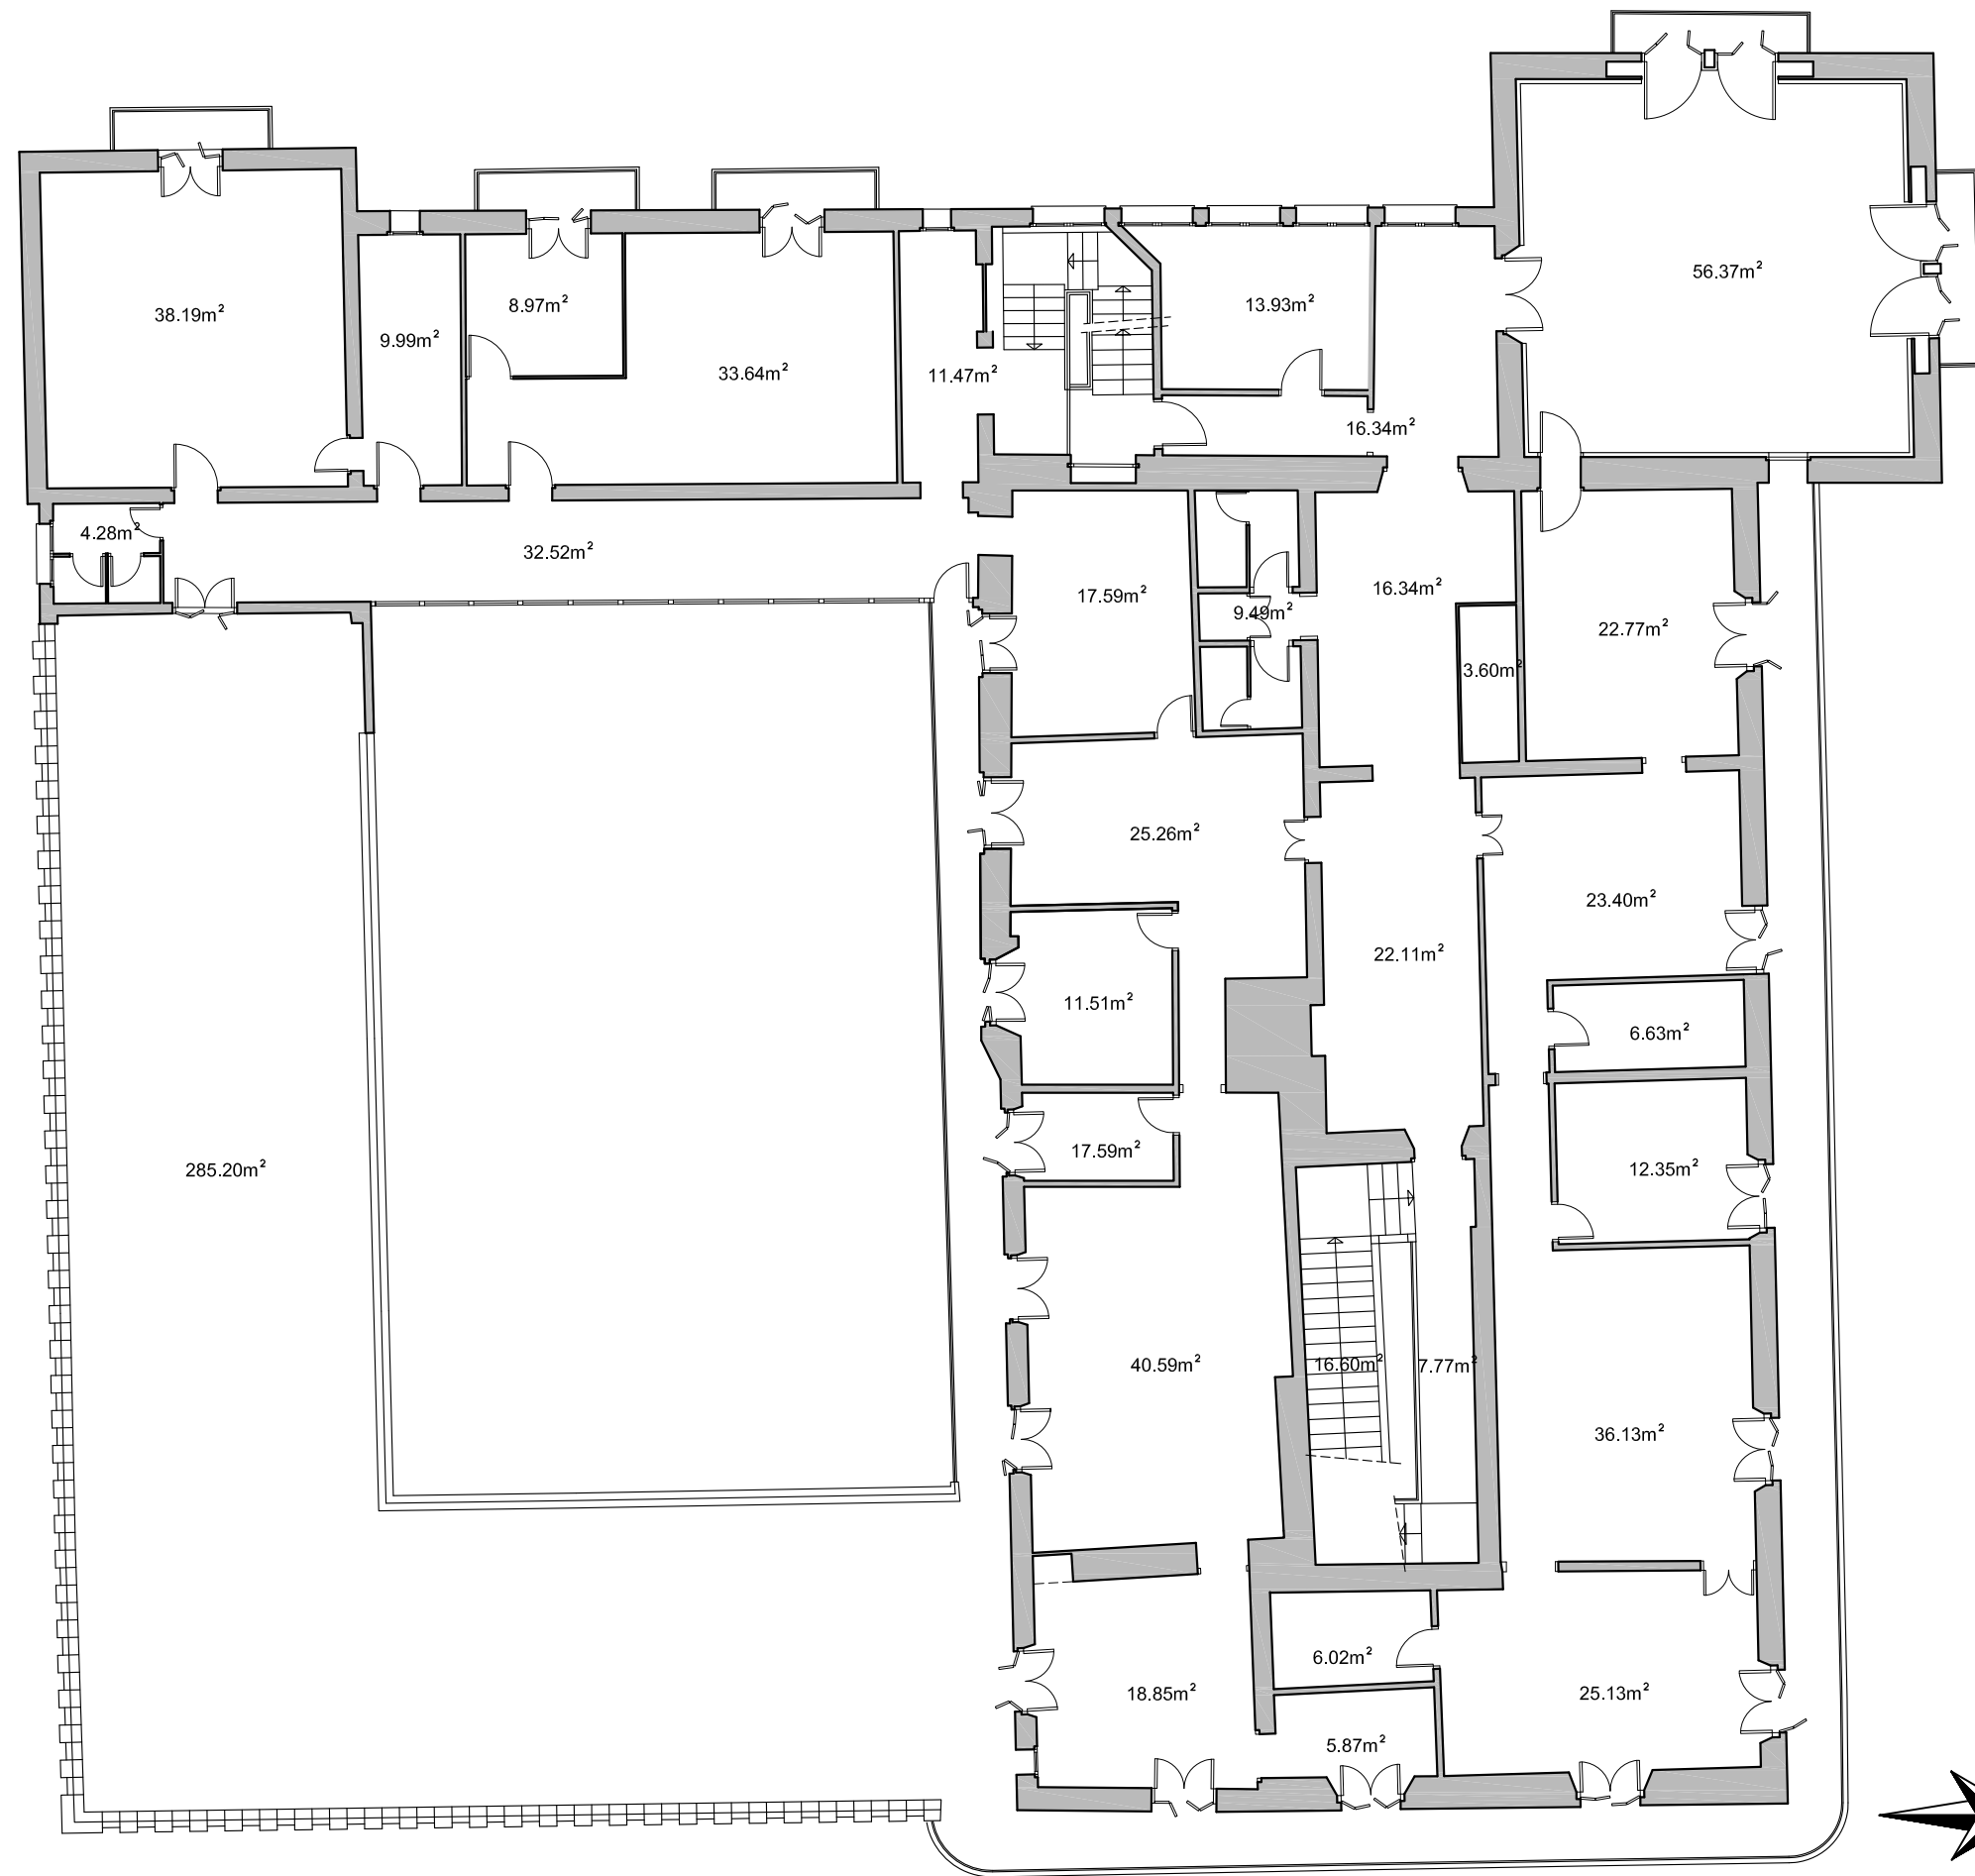 56.37m²
38.19m²
8.97m²
13.93m²
9.99m²
33.64m²
11.47m²
16.34m²
4.28m²
32.52m²
17.59m²
9.49m²
16.34m²
22.77m²
3.60m²
25.26m²
23.40m²
22.11m²
11.51m²
6.63m²
17.59m²
285.20m²
12.35m²
40.59m²
16.60m²
7.77m²
36.13m²
6.02m²
18.85m²
25.13m²
5.87m²